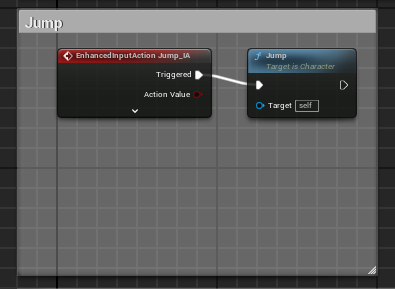 Jump
EnhancedInputAction Jump_IA
Triggered
Action Value
Jump
Target is Character
Target self